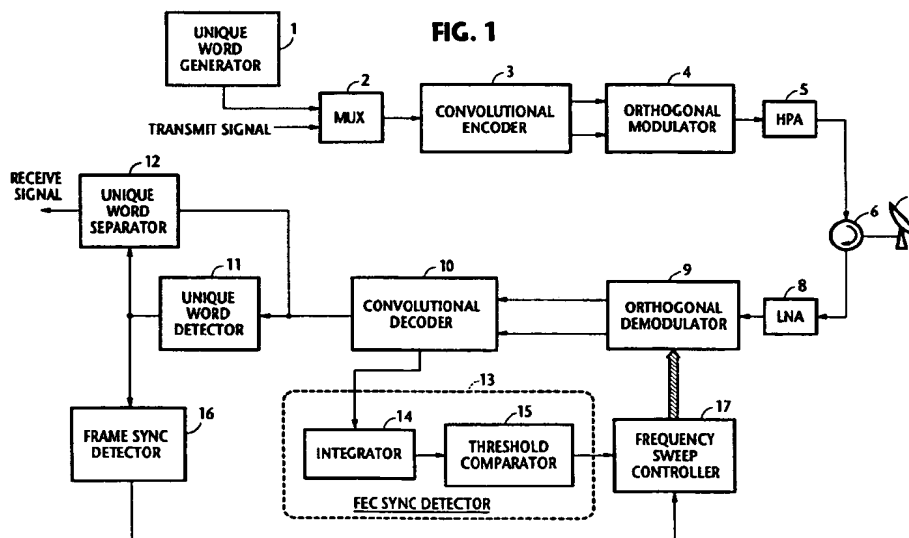 FIG. 1
1
UNIQUE
WORD
GENERATOR
2
MUX
TRANSMIT SIGNAL
3
CONVOLUTIONAL
ENCODER
4
ORTHOGONAL
MODULATOR
5
HPA
6
12
RECEIVE
SIGNAL
UNIQUE
WORD
SEPARATOR
11
UNIQUE
WORD
DETECTOR
10
CONVOLUTIONAL
DECODER
9
ORTHOGONAL
DEMODULATOR
8
LNA
13
16
FRAME SYNC
DETECTOR
14
INTEGRATOR
15
THRESHOLD
COMPARATOR
17
FREQUENCY
SWEEP
CONTROLLER
FEC SYNC DETECTOR